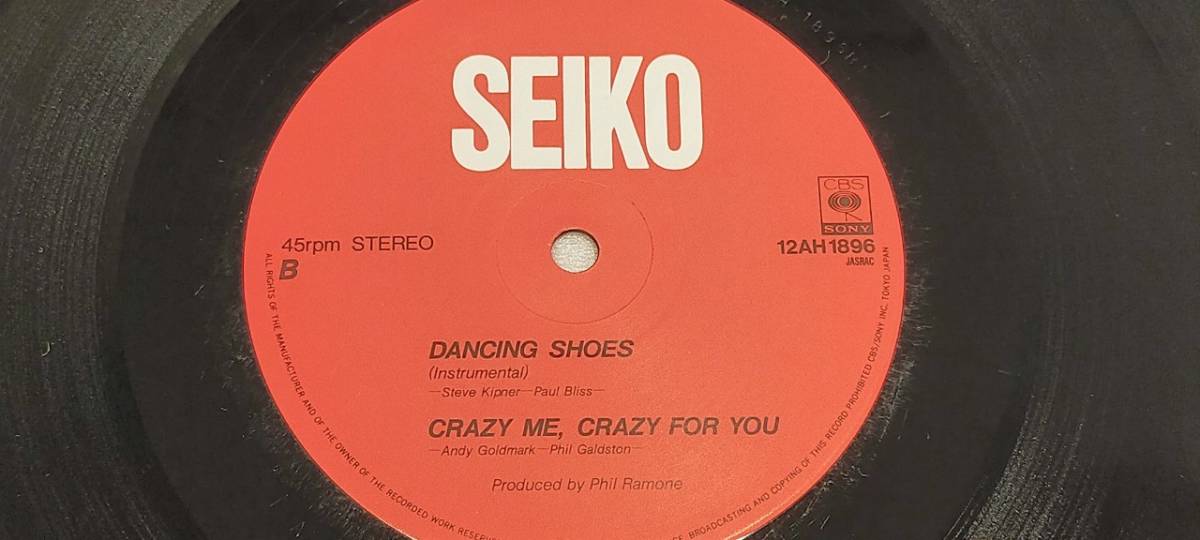 SEIKO
CBS
SONY
45rpm STEREO
12AH1896
JASRAC
B
DANCING SHOES
(Instrumental)
—Steve Kipner—Paul Bliss—
CRAZY ME, CRAZY FOR YOU
—Andy Goldmark—Phil Galdston—
Produced by Phil Ramone
ALL RIGHTS OF THE MANUFACTURER AND OF THE OWNER OF THE RECORDED WORK RESERVED
BROADCASTING AND COPYING OF THIS RECORD PROHIBITED CBS/SONY INC. TOKYO JAPAN